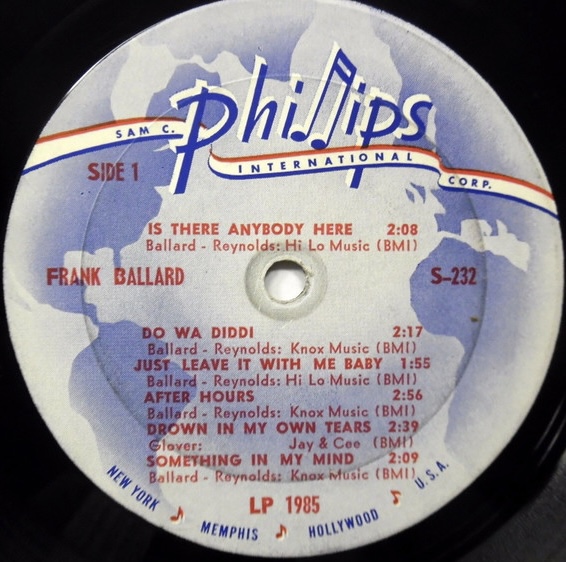 SAM C.
Phillips
INTERNATIONAL
CORP.
SIDE 1
IS THERE ANYBODY HERE 2:08
Ballard - Reynolds: Hi Lo Music (BMI)
FRANK BALLARD
S-232
DO WA DIDDI 2:17
Ballard - Reynolds: Knox Music (BMI)
JUST LEAVE IT WITH ME BABY 1:55
Ballard - Reynolds: Hi Lo Music (BMI)
AFTER HOURS 2:56
Ballard - Reynolds: Knox Music (BMI)
DROWN IN MY OWN TEARS 2:39
Glover: Jay & Cee (BMI)
SOMETHING IN MY MIND 2:09
Ballard - Reynolds: Knox Music (BMI)
LP 1985
NEW YORK ♪ MEMPHIS ♪ HOLLYWOOD ♪ U.S.A.